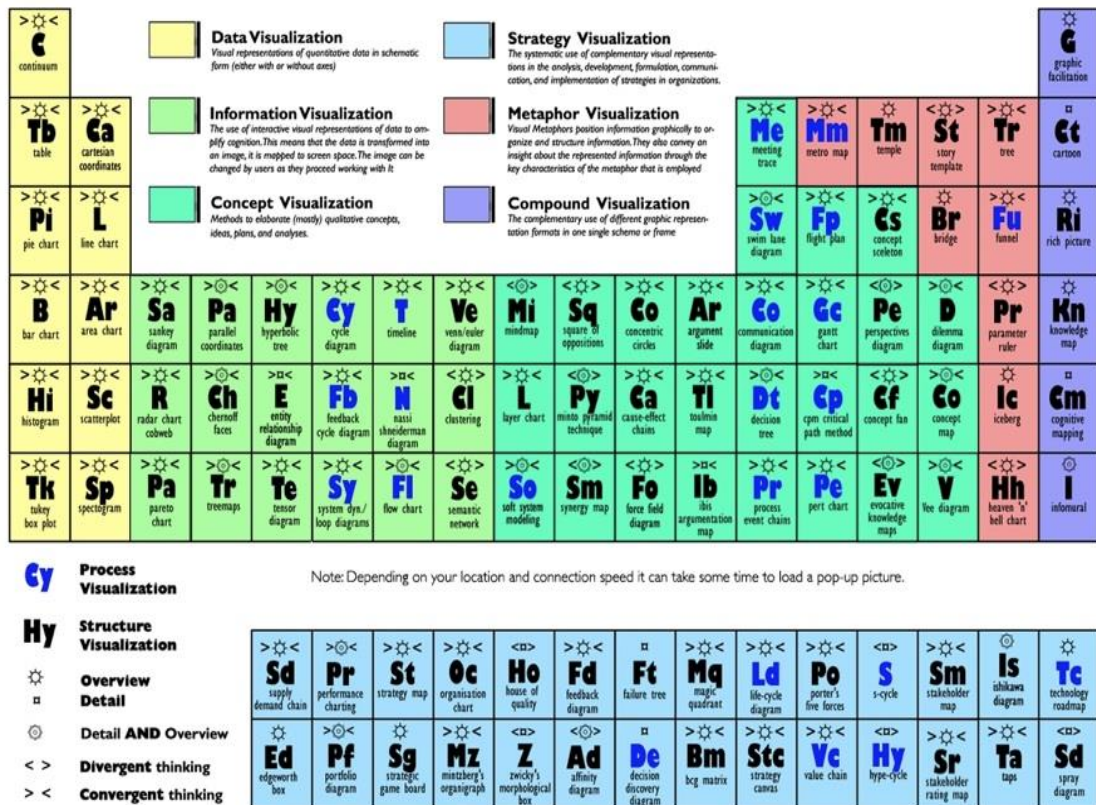 C
continuum
Data Visualization
Visual representations of quantitative data in schematic
form (either with or without axes)
Strategy Visualization
The systematic use of complementary visual representa-
tions in the analysis, development, formulation, communi-
cation, and implementation of strategies in organizations.
G
graphic
facilitation
Tb
table
Ca
cartesian
coordinates
Information Visualization
The use of interactive visual representations of data to am-
plify cognition. This means that the data is transformed into
an image, it is mapped to screen space. The image can be
changed by users as they proceed working with it
Metaphor Visualization
Visual Metaphors position information graphically to or-
ganize and structure information. They also convey an
insight about the represented information through the
key characteristics of the metaphor that is employed
> < > < < > > <
Me Mm Tm St Tr Ct
meeting
trace
metro map
temple
story
template
tree
cartoon
Pi
pie chart
L
line chart
Concept Visualization
Methods to elaborate (mostly) qualitative concepts,
ideas, plans, and analyses.
Compound Visualization
The complementary use of different graphic represen-
tation formats in one single schema or frame
Sw
swim lane
diagram
Fp
flight plan
Cs
concept
sceleton
Br
bridge
Fu
funnel
Ri
rich picture
B
bar chart
Ar
area chart
Sa
sankey
diagram
Pa
parallel
coordinates
Hy
hyperbolic
tree
Cy
cycle
diagram
T
timeline
Ve
venn/euler
diagram
Mi
mindmap
Sq
square of
oppositions
Co
concentric
circles
Ar
argument
slide
Co
communication
diagram
Gc
gantt
chart
Pe
perspectives
diagram
D
dilemma
diagram
Pr
parameter
ruler
Kn
knowledge
map
Hi
histogram
Sc
scatterplot
R
radar chart
cobweb
Ch
chernoff
faces
E
entity
relationship
diagram
Fb
feedback
cycle diagram
N
nassi
shneiderman
diagram
Cl
clustering
L
layer chart
Py
minto pyramid
technique
Ca
cause-effect
chains
Tl
toulmin
map
Dt
decision
tree
Cp
cpm critical
path method
Cf
concept fan
Co
concept
map
Ic
iceberg
Cm
cognitive
mapping
Tk
tukey
box plot
Sp
spectogram
Pa
pareto
chart
Tr
treemaps
Te
tensor
diagram
Sy
system dyn./
loop diagrams
Fl
flow chart
Se
semantic
network
So
soft system
modeling
Sm
synergy map
Fo
force field
diagram
Ib
ibis
argumentation
map
Pr
process
event chains
Pe
pert chart
Ev
evocative
knowledge
maps
V
Vee diagram
Hh
heaven 'n'
hell chart
I
infomural
Cy Process
Visualization
Note: Depending on your location and connection speed it can take some time to load a pop-up picture.
Hy Structure
Visualization
Overview
Detail
Detail AND Overview
< > Divergent thinking
> < Convergent thinking
Sd
supply
demand chain
Pr
performance
charting
St
strategy map
Oc
organisation
chart
Ho
house of
quality
Fd
feedback
diagram
Ft
failure tree
Mq
magic
quadrant
Ld
life-cycle
diagram
Po
porter's
five forces
S
s-cycle
Sm
stakeholder
map
Is
ishikawa
diagram
Tc
technology
roadmap
Ed
edgeworth
box
Pf
portfolio
diagram
Sg
strategic
game board
Mz
mintzberg's
organigraph
Z
zwicky's
morphological
box
Ad
affinity
diagram
De
decision
discovery
diagram
Bm
bcg matrix
Stc
strategy
canvas
Vc
value chain
Hy
hype-cycle
Sr
stakeholder
rating map
Ta
taps
Sd
spray
diagram